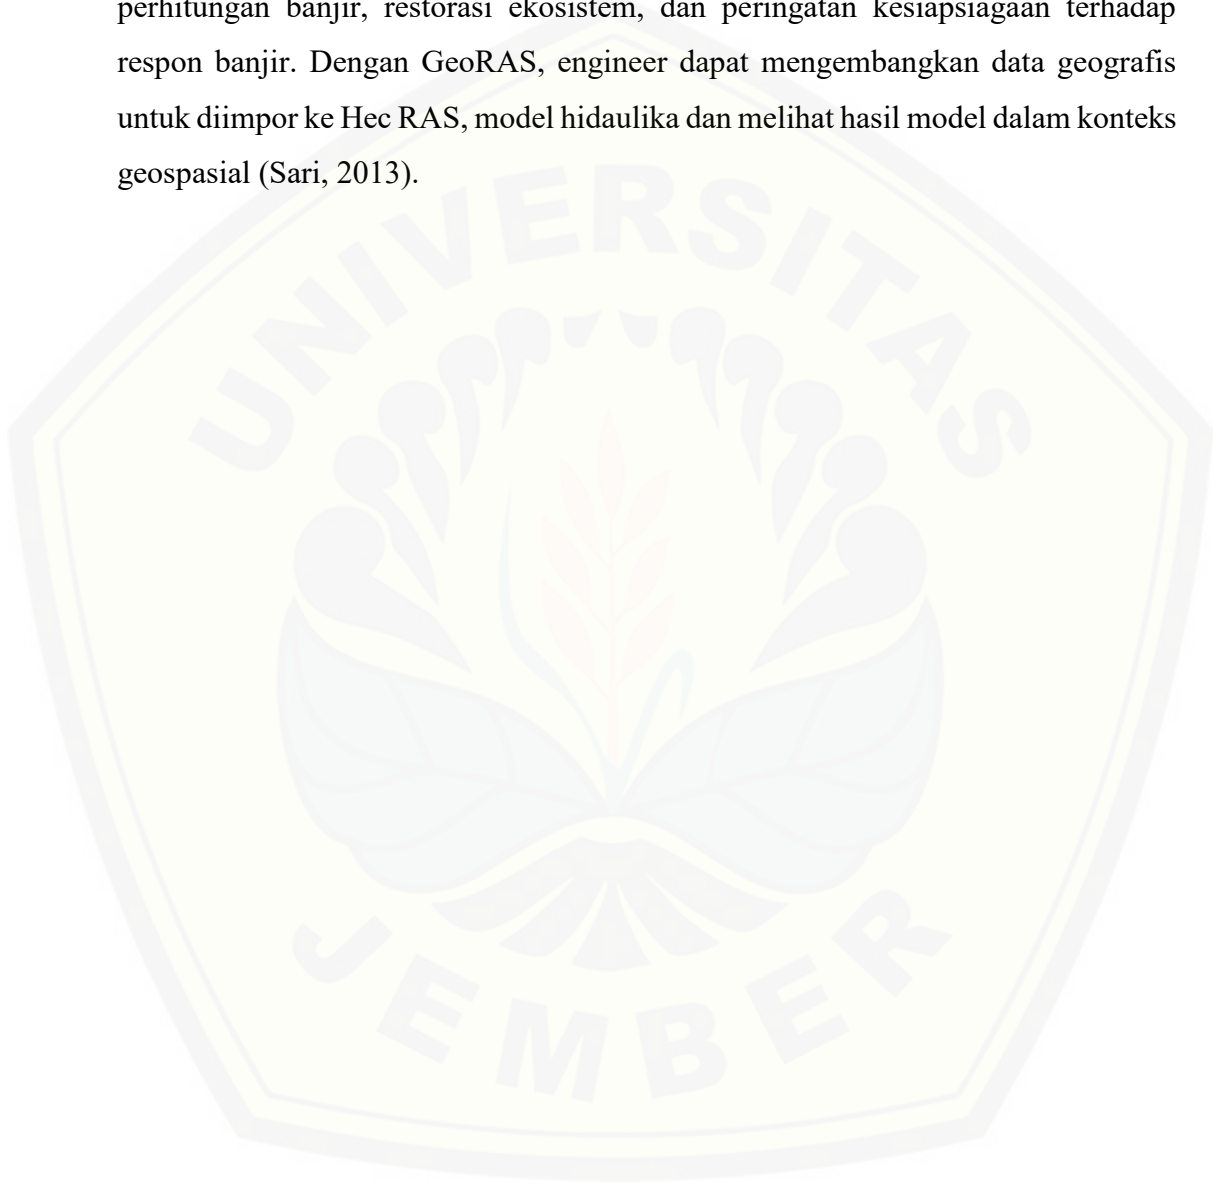 perhitungan banjir, restorasi ekosistem, dan peringatan kesiapsiagaan terhadap
respon banjir. Dengan GeoRAS, engineer dapat mengembangkan data geografis
untuk diimpor ke Hec RAS, model hidaulika dan melihat hasil model dalam konteks
geospasial (Sari, 2013).
UNIVERSITAS
JEMBER